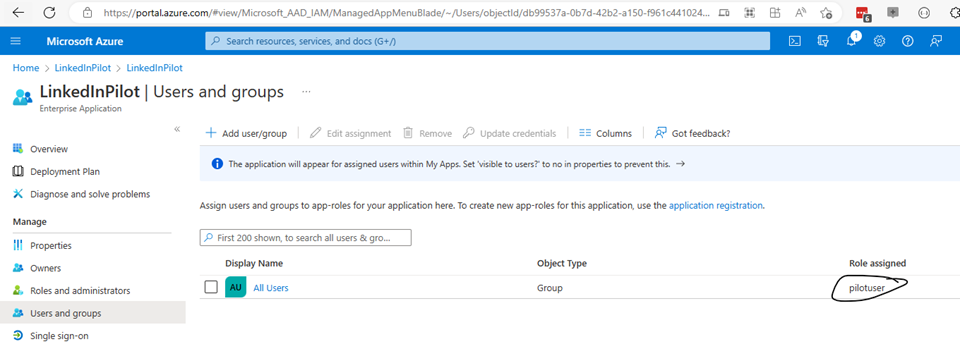 https://portal.azure.com/#view/Microsoft_AAD_IAM/ManagedAppMenuBlade/~/Users/objectId/db99537a-0b7d-42b2-a150-f961c441024...
6
Microsoft Azure
Search resources, services, and docs (G+/)
1
Home > LinkedInPilot > LinkedInPilot >
LinkedInPilot | Users and groups ...
Enterprise Application
«
Overview
Deployment Plan
Diagnose and solve problems
Manage
Properties
Owners
Roles and administrators
Users and groups
Single sign-on
+ Add user/group
Edit assignment
Remove
Update credentials
Columns
Got feedback?
The application will appear for assigned users within My Apps. Set 'visible to users?' to no in properties to prevent this. →
Assign users and groups to app-roles for your application here. To create new app-roles for this application, use the application registration.
First 200 shown, to search all users & gro...
Display Name Object Type Role assigned
AU All Users Group pilotuser